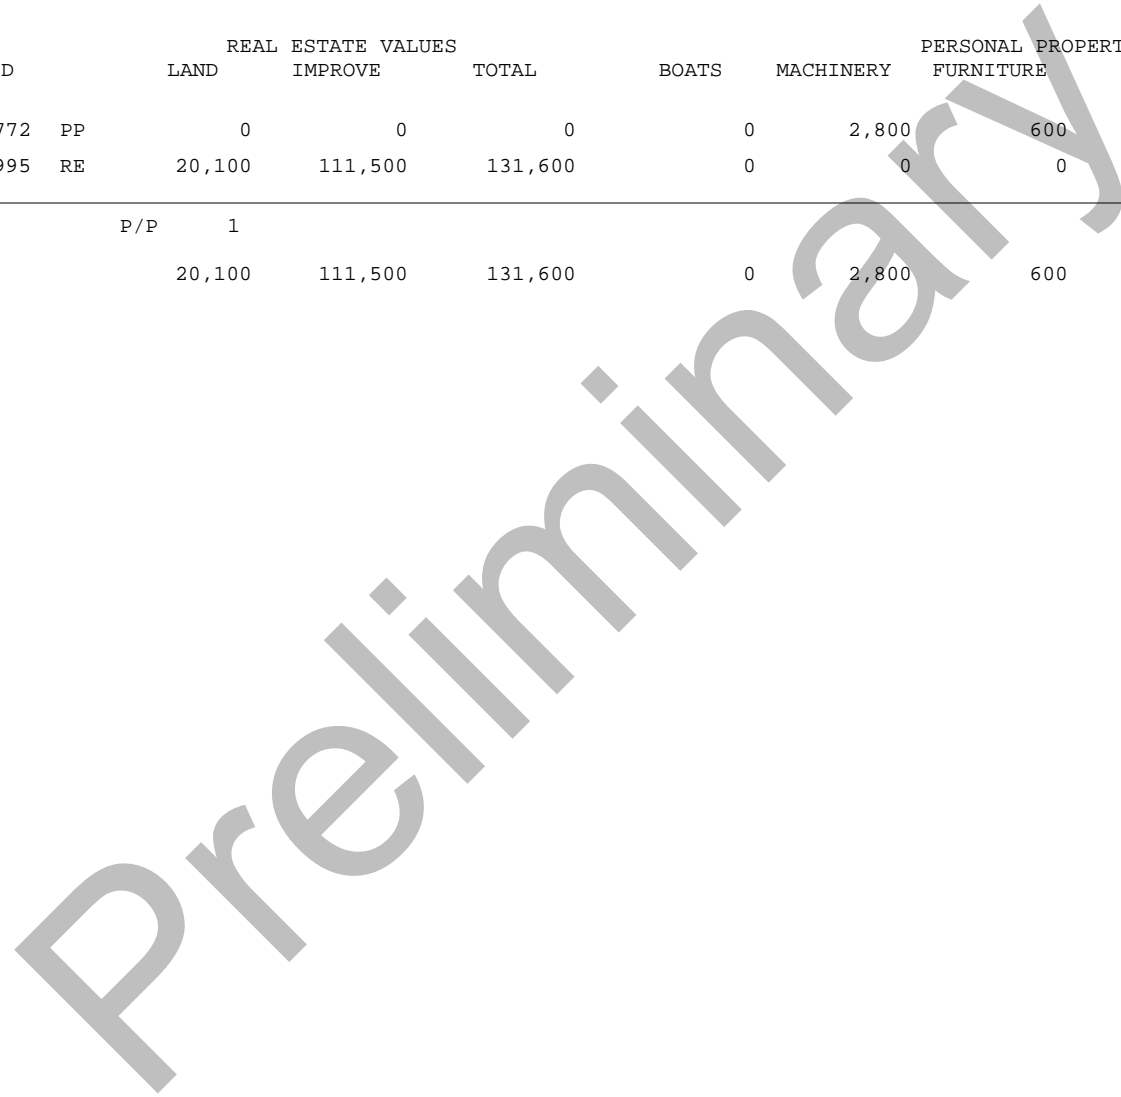 REAL ESTATE VALUES PERSONAL PROPERT
D LAND IMPROVE TOTAL BOATS MACHINERY FURNITURE
772 PP 0 0 0 0 2,800 600
995 RE 20,100 111,500 131,600 0 0 0
P/P 1
20,100 111,500 131,600 0 2,800 600
Preliminary